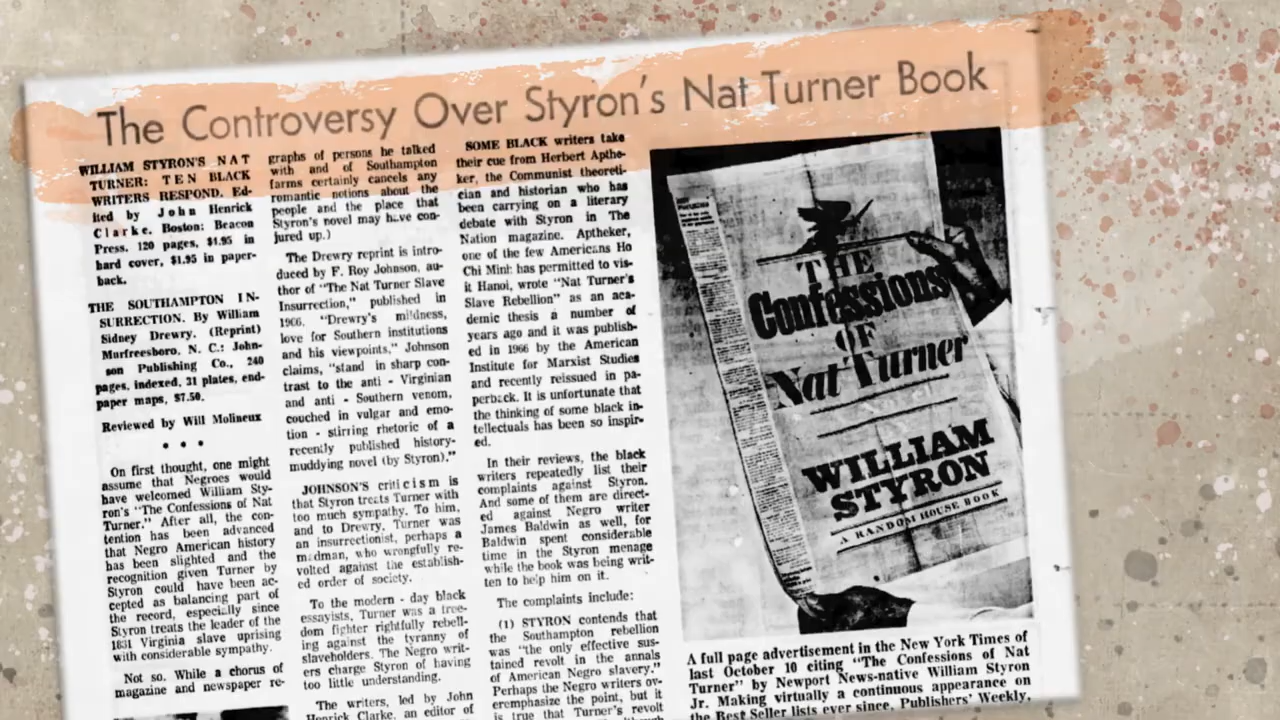 The Controversy Over Styron's Nat Turner Book
WILLIAM STYRON'S NAT
TURNER: TEN BLACK
WRITERS RESPOND. Ed-
ited by John Henrick
Clarke. Boston: Beacon
Press. 120 pages, $1.95 in
hard cover, $1.95 in paper-
back.
THE SOUTHAMPTON IN-
SURRECTION. By William
Sidney Drewry. (Reprint)
Murfreesboro, N. C.: John-
son Publishing Co., 240
pages, indexed, 31 plates, end-
paper maps, $7.50.
Reviewed by Will Molineux
• • •
On first thought, one might
assume that Negroes would
have welcomed William Sty-
ron's "The Confessions of Nat
Turner." After all, the con-
tention has been advanced
that Negro American history
has been slighted and the
recognition given Turner by
Styron could have been ac-
cepted as balancing part of
the record, especially since
Styron treats the leader of the
1831 Virginia slave uprising
with considerable sympathy.
Not so. While a chorus of
magazine and newspaper re-
graphs of persons he talked
with and of Southampton
farms certainly cancels any
romantic notions about the
people and the place that
Styron's novel may have con-
jured up.)
The Drewry reprint is intro-
duced by F. Roy Johnson, au-
thor of "The Nat Turner Slave
Insurrection," published in
1966. "Drewry's mildness,
love for Southern institutions
and his viewpoints," Johnson
claims, "stand in sharp con-
trast to the anti - Virginian
and anti - Southern venom,
couched in vulgar and emo-
tion - stirring rhetoric of a
recently published history-
muddying novel (by Styron)."
JOHNSON'S criticism is
that Styron treats Turner with
too much sympathy. To him,
and to Drewry, Turner was
an insurrectionist, perhaps a
madman, who wrongfully re-
volted against the establish-
ed order of society.
To the modern - day black
essayists, Turner was a free-
dom fighter rightfully rebell-
ing against the tyranny of
slaveholders. The Negro writ-
ers charge Styron of having
too little understanding.
The writers, led by John
Henrick Clarke, an editor of
SOME BLACK writers take
their cue from Herbert Apthe-
ker, the Communist theoreti-
cian and historian who has
been carrying on a literary
debate with Styron in The
Nation magazine. Aptheker,
one of the few Americans Ho
Chi Minh has permitted to vis-
it Hanoi, wrote "Nat Turner's
Slave Rebellion" as an aca-
demic thesis a number of
years ago and it was publish-
ed in 1966 by the American
Institute for Marxist Studies
and recently reissued in pa-
perback. It is unfortunate that
the thinking of some black in-
tellectuals has been so inspir-
ed.
In their reviews, the black
writers repeatedly list their
complaints against Styron.
And some of them are direct-
ed against Negro writer
James Baldwin as well, for
Baldwin spent considerable
time in the Styron menage
while the book was being writ-
ten to help him on it.
The complaints include:
(1) STYRON contends that
the Southampton rebellion
was "the only effective sus-
tained revolt in the annals
of American Negro slavery."
Perhaps the Negro writers ov-
eremphasize the point, but it
is true that Turner's revolt
THE
Confessions
OF
Nat Turner
WILLIAM
STYRON
A RANDOM HOUSE BOOK
A full page advertisement in the New York Times of
last October 10 citing "The Confessions of Nat
Turner" by Newport News-native William Styron
Jr. Making virtually a continuous appearance on
the Best Seller lists ever since, Publishers' Weekly,